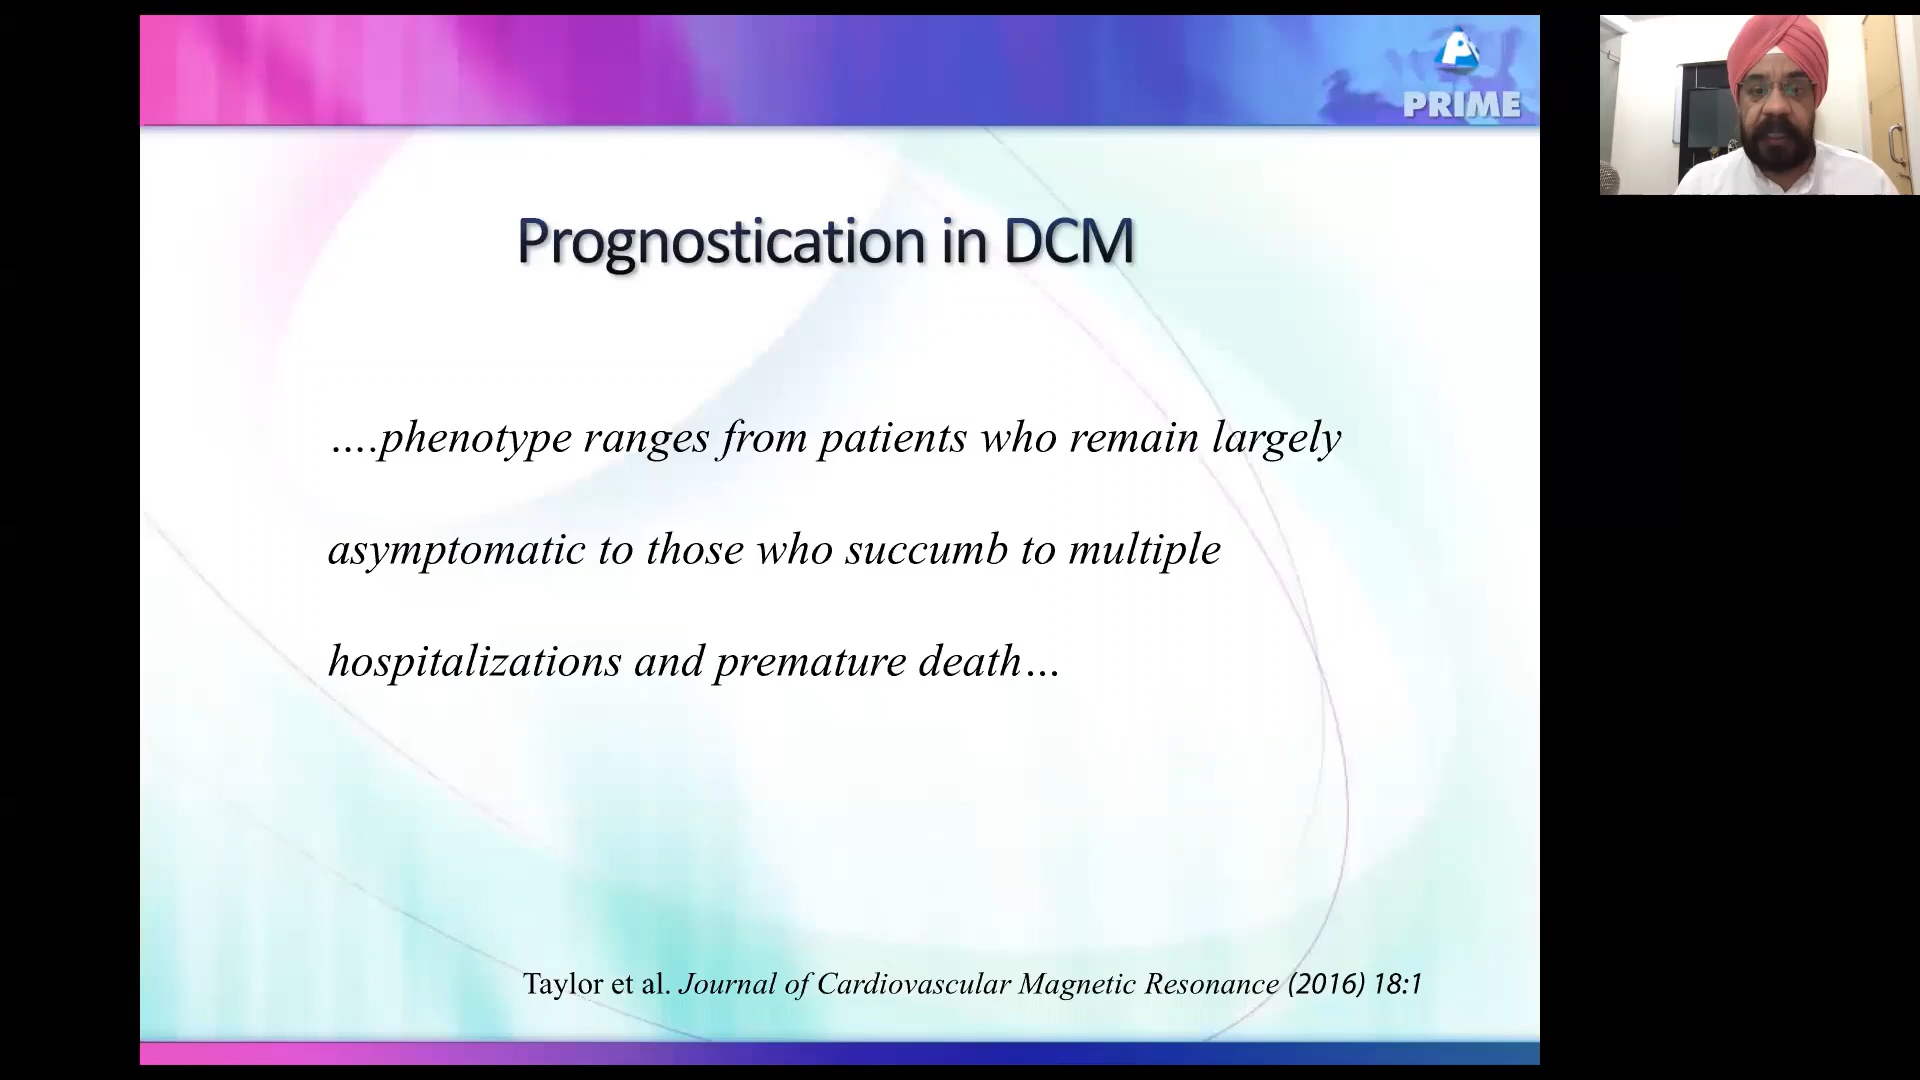 PRIME
Prognostication in DCM
....phenotype ranges from patients who remain largely
asymptomatic to those who succumb to multiple
hospitalizations and premature death…
Taylor et al. Journal of Cardiovascular Magnetic Resonance (2016) 18:1